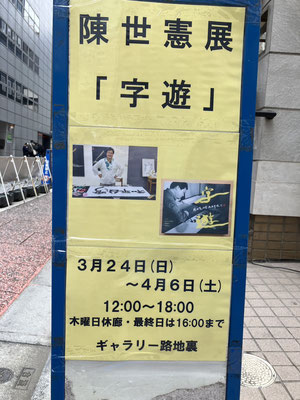 陳世憲展
「字遊」
字遊
3月24日(日)
～4月6日(土)
12:00～18:00
木曜日休廊・最終日は16:00まで
ギャラリー路地裏